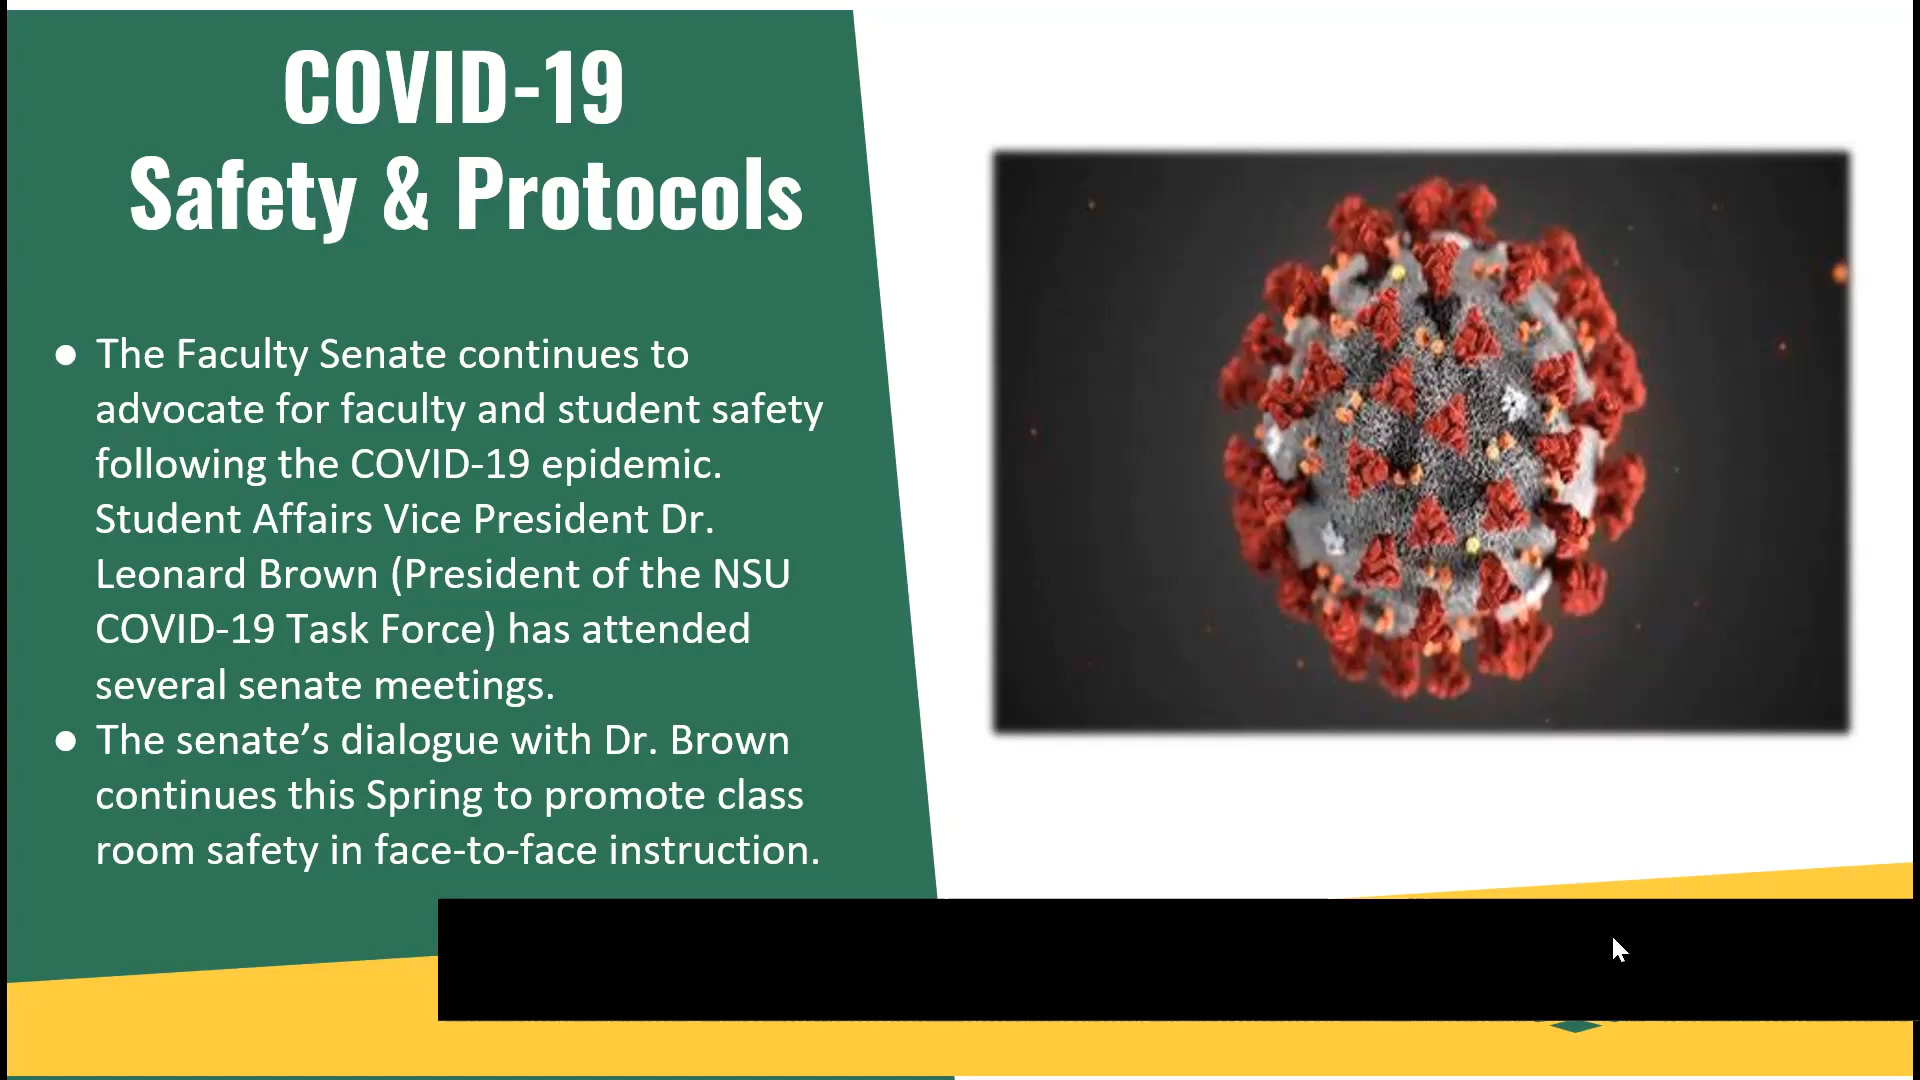 COVID-19
Safety & Protocols
● The Faculty Senate continues to
advocate for faculty and student safety
following the COVID-19 epidemic.
Student Affairs Vice President Dr.
Leonard Brown (President of the NSU
COVID-19 Task Force) has attended
several senate meetings.
● The senate’s dialogue with Dr. Brown
continues this Spring to promote class
room safety in face-to-face instruction.